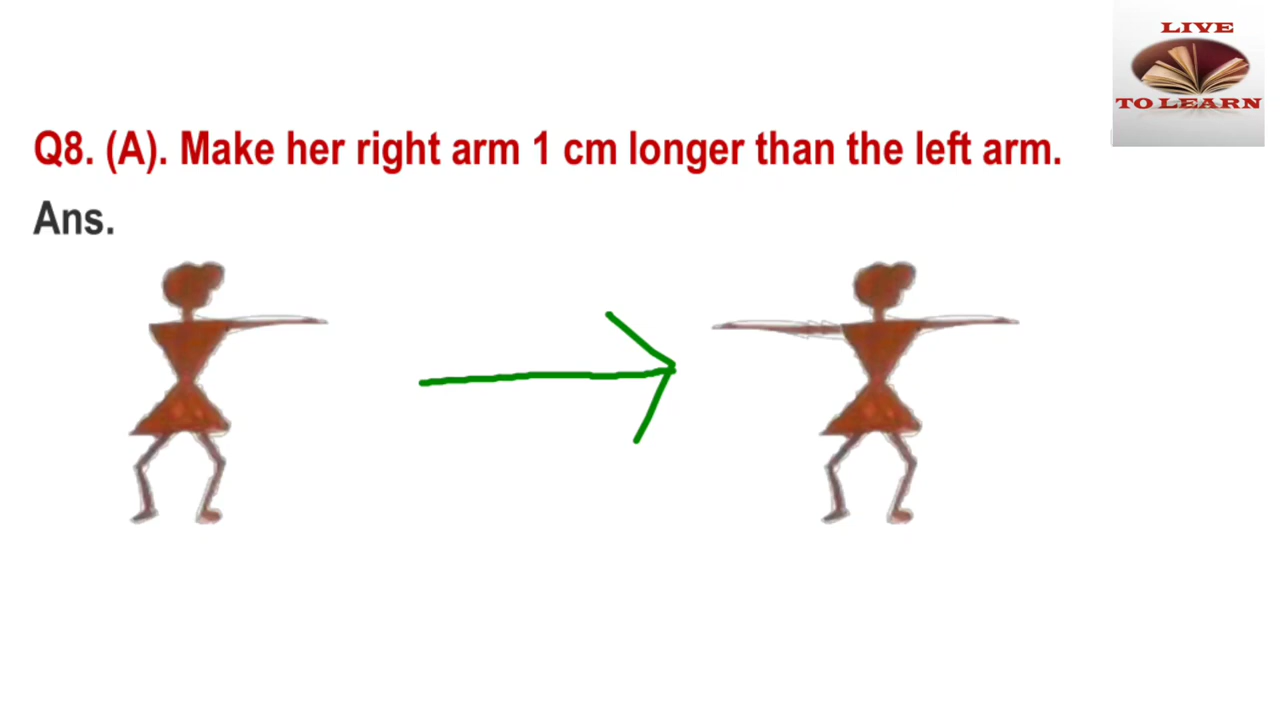 LIVE
TO LEARN
Q8. (A). Make her right arm 1 cm longer than the left arm.
Ans.